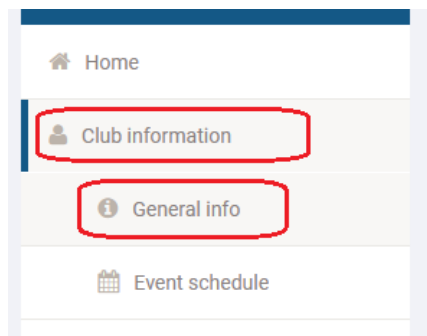 Home
Club information
General info
Event schedule